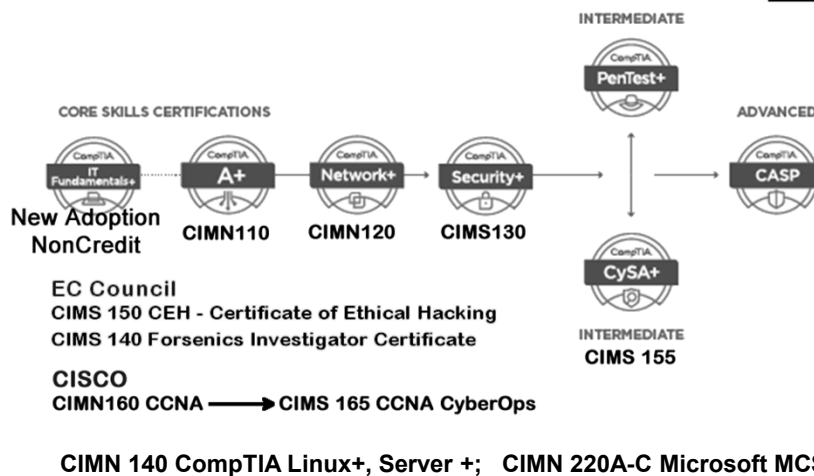 INTERMEDIATE
CompTIA
PenTest+
CORE SKILLS CERTIFICATIONS
ADVANCED
CompTIA
IT
Fundamentals+
CompTIA
A+
CompTIA
Network+
CompTIA
Security+
CompTIA
CASP
New Adoption
NonCredit
CIMN110
CIMN120
CIMS130
CompTIA
CySA+
INTERMEDIATE
CIMS 155
EC Council
CIMS 150 CEH - Certificate of Ethical Hacking
CIMS 140 Forsenics Investigator Certificate
CISCO
CIMN160 CCNA
CIMS 165 CCNA CyberOps
CIMN 140 CompTIA Linux+, Server +; CIMN 220A-C Microsoft MCS